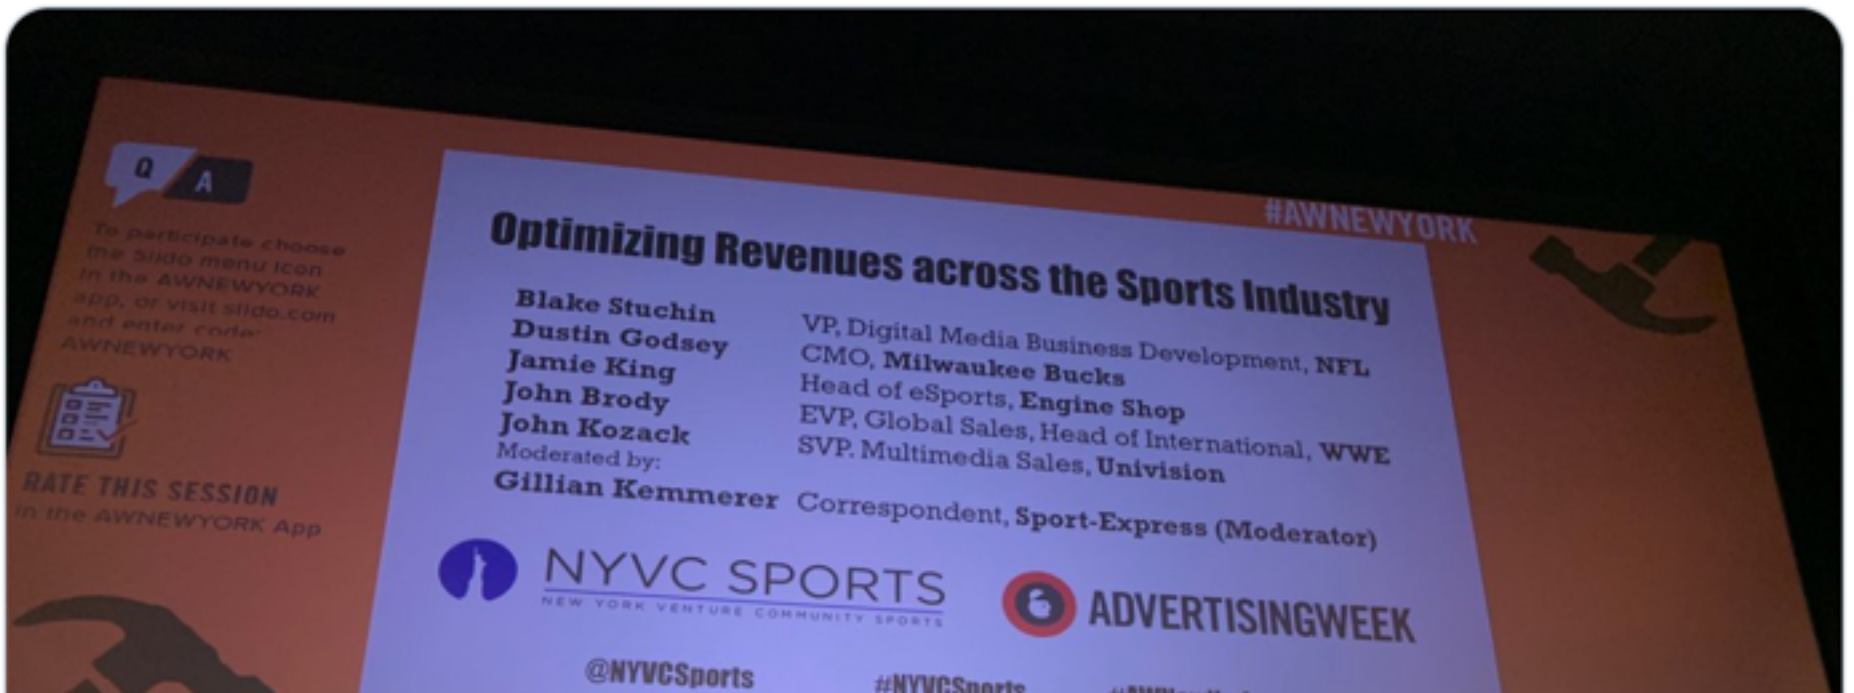 Q A
To participate choose
the Slido menu icon
in the AWNEWYORK
app, or visit slido.com
and enter code:
AWNEWYORK
RATE THIS SESSION
in the AWNEWYORK App
#AWNEWYORK
Optimizing Revenues across the Sports Industry
Blake Stuchin VP, Digital Media Business Development, NFL
Dustin Godsey CMO, Milwaukee Bucks
Jamie King Head of eSports, Engine Shop
John Brody EVP, Global Sales, Head of International, WWE
John Kozack SVP. Multimedia Sales, Univision
Moderated by:
Gillian Kemmerer Correspondent, Sport-Express (Moderator)
NYVC SPORTS
NEW YORK VENTURE COMMUNITY SPORTS
ADVERTISINGWEEK
@NYVCSports #NYVCSports